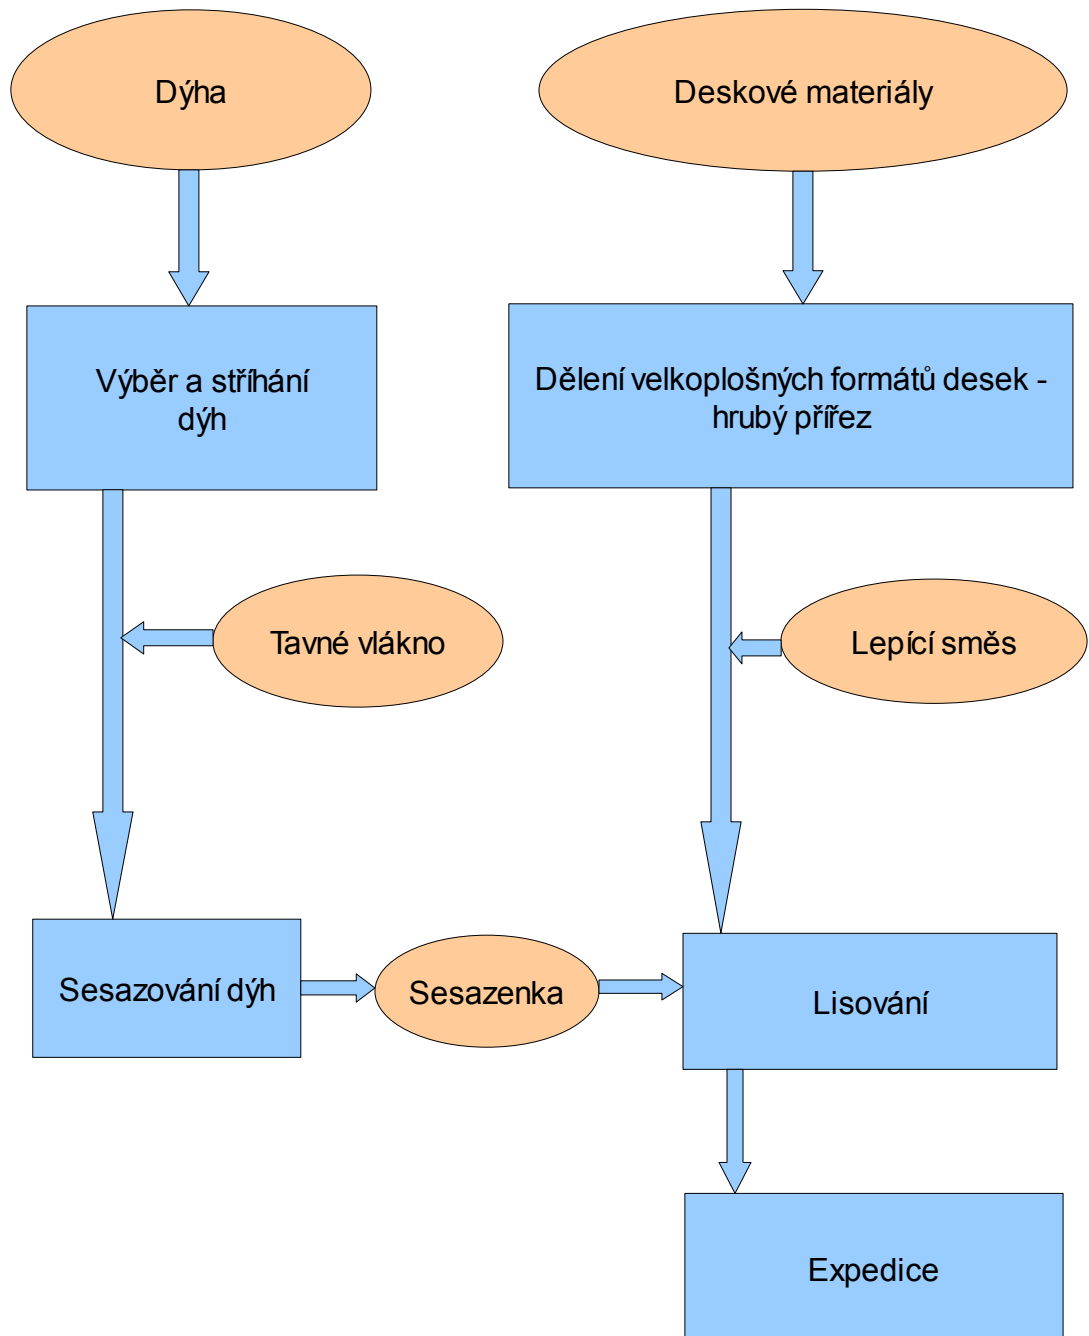 Dýha
Deskové materiály
Výběr a stříhání
dýh
Dělení velkoplošných formátů desek -
hrubý přířez
Tavné vlákno
Lepící směs
Sesazování dýh
Sesazenka
Lisování
Expedice